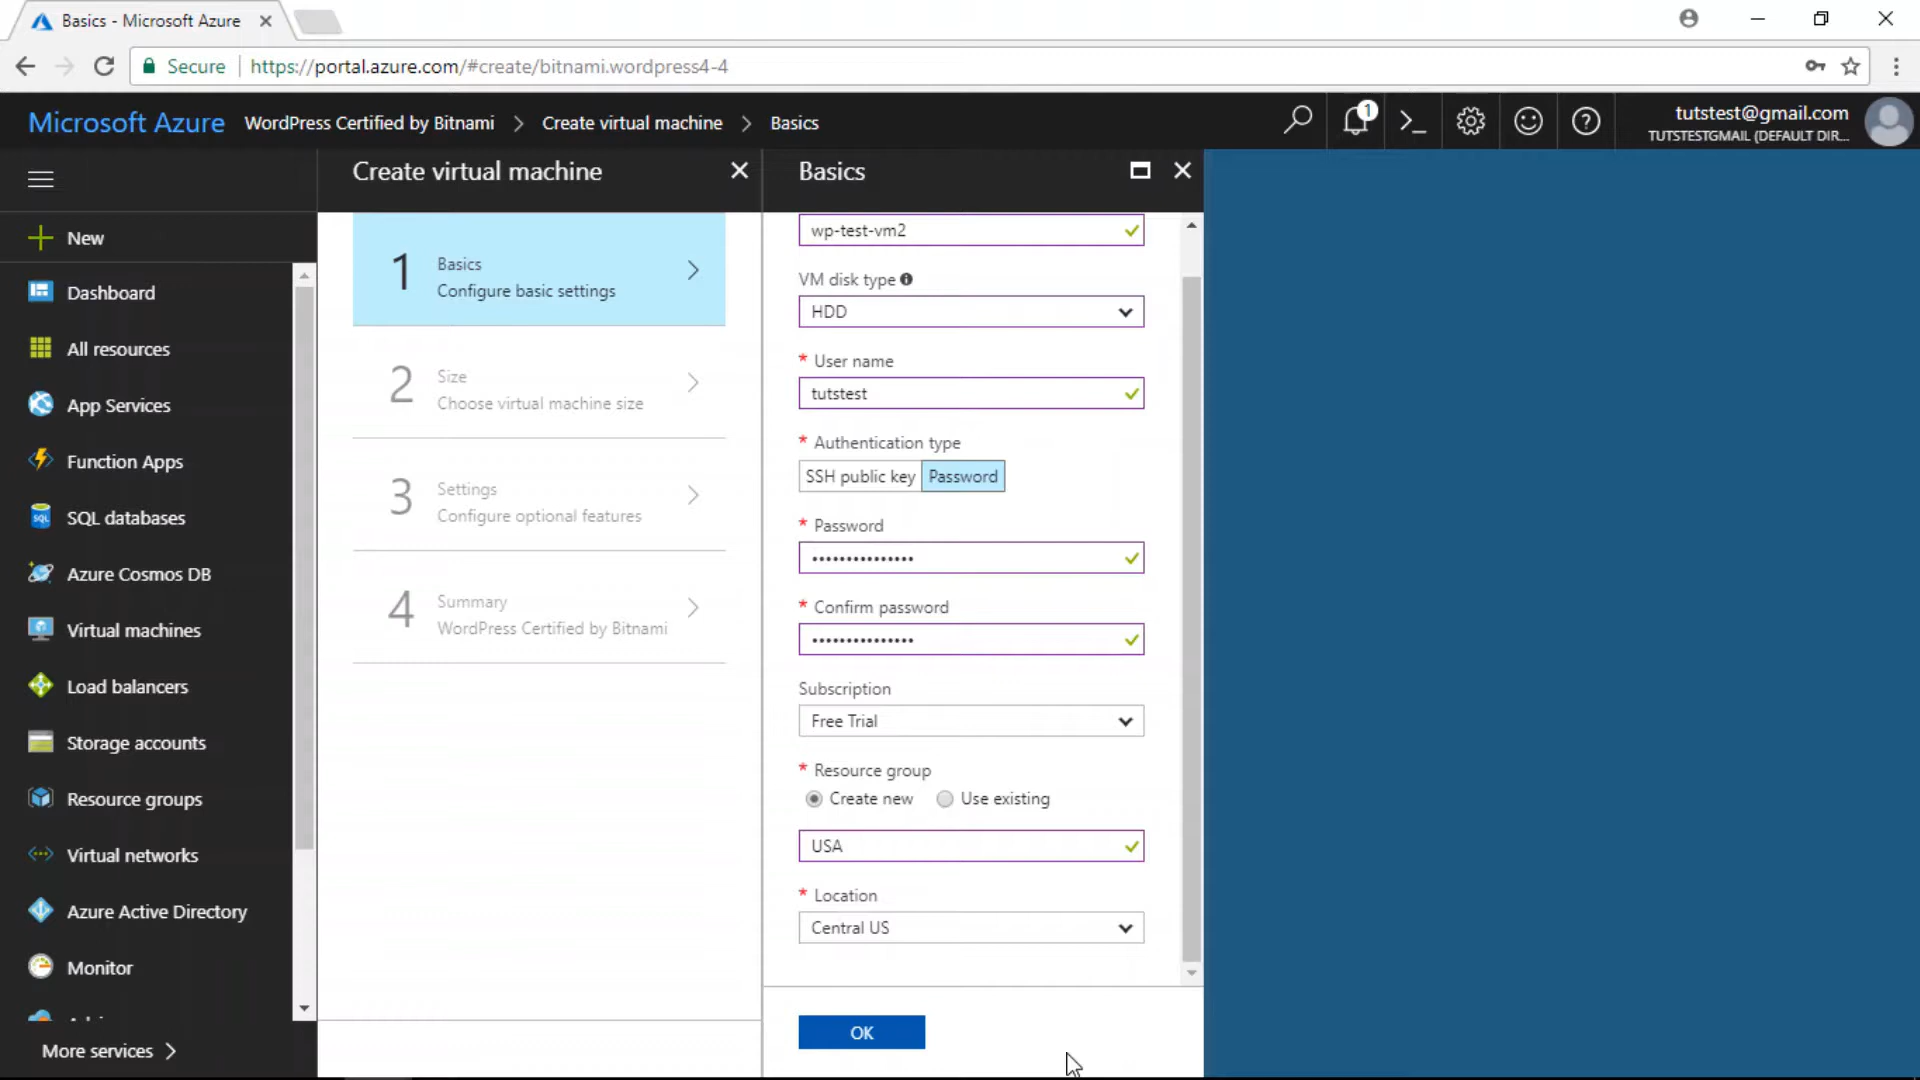 Basics - Microsoft Azure
Secure
https://portal.azure.com/#create/bitnami.wordpress4-4
Microsoft Azure
WordPress Certified by Bitnami
Create virtual machine
Basics
1
tutstest@gmail.com
TUTSTESTGMAIL (DEFAULT DIR...
New
Dashboard
All resources
App Services
Function Apps
SQL
SQL databases
Azure Cosmos DB
Virtual machines
Load balancers
Storage accounts
Resource groups
Virtual networks
Azure Active Directory
Monitor
More services
Create virtual machine
1
Basics
Configure basic settings
2
Size
Choose virtual machine size
3
Settings
Configure optional features
4
Summary
WordPress Certified by Bitnami
Basics
wp-test-vm2
VM disk type
HDD
* User name
tutstest
* Authentication type
SSH public key
Password
* Password
•••••••••••••••
* Confirm password
•••••••••••••••
Subscription
Free Trial
* Resource group
Create new
Use existing
USA
* Location
Central US
OK